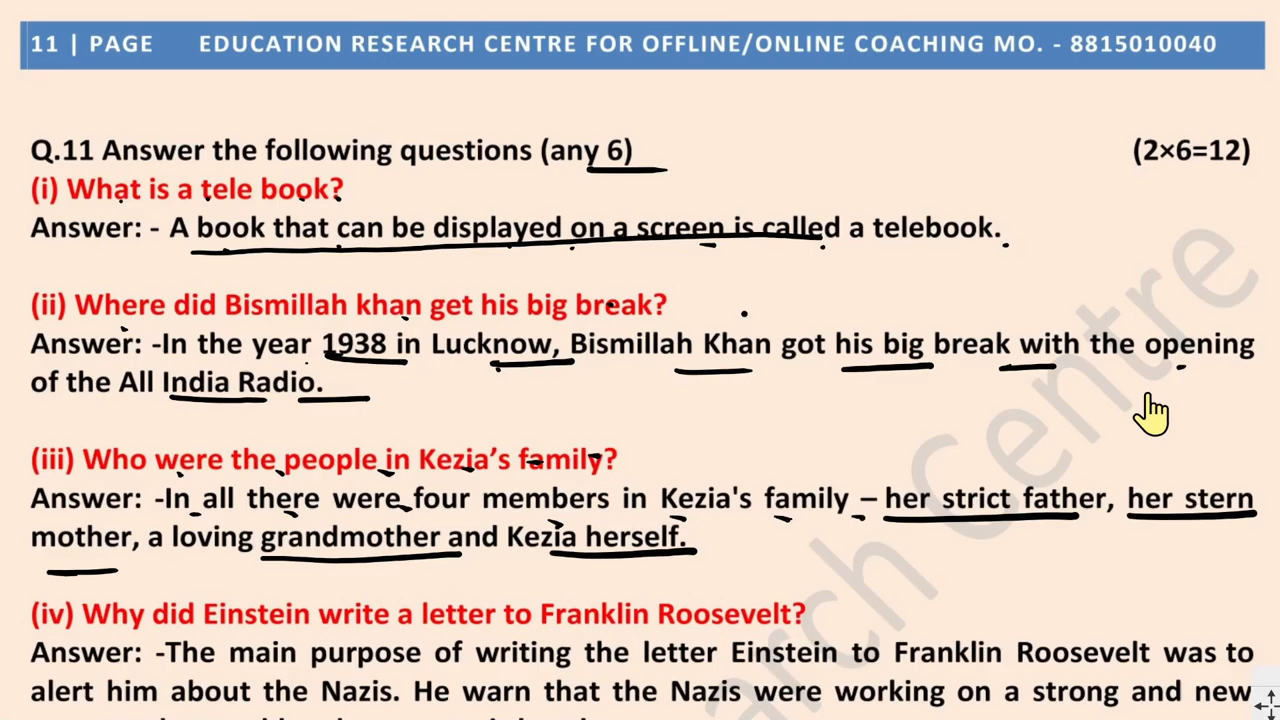 11 | PAGE EDUCATION RESEARCH CENTRE FOR OFFLINE/ONLINE COACHING MO. - 8815010040
Q.11 Answer the following questions (any 6) (2×6=12)
(i) What is a tele book?
Answer: - A book that can be displayed on a screen is called a telebook.
(ii) Where did Bismillah khan get his big break?
Answer: -In the year 1938 in Lucknow, Bismillah Khan got his big break with the opening
of the All India Radio.
(iii) Who were the people in Kezia’s family?
Answer: -In all there were four members in Kezia's family – her strict father, her stern
mother, a loving grandmother and Kezia herself.
(iv) Why did Einstein write a letter to Franklin Roosevelt?
Answer: -The main purpose of writing the letter Einstein to Franklin Roosevelt was to
alert him about the Nazis. He warn that the Nazis were working on a strong and new
arch Centre